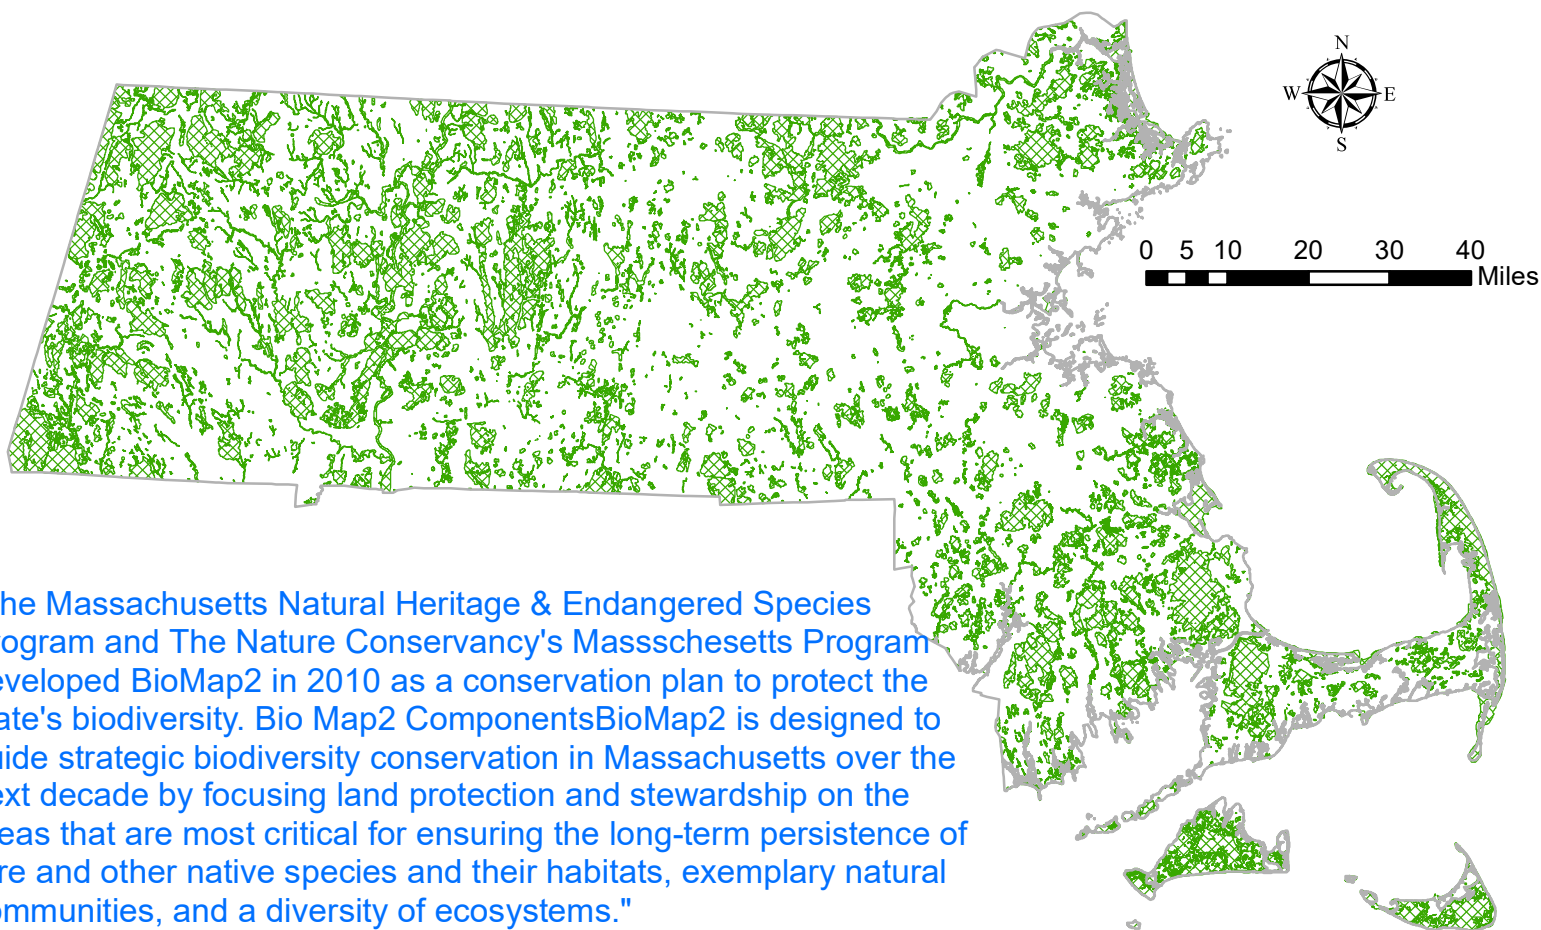 N
W E
S
0 5 10 20 30 40
Miles
he Massachusetts Natural Heritage & Endangered Species
rogram and The Nature Conservancy's Massschesetts Program
eveloped BioMap2 in 2010 as a conservation plan to protect the
ate's biodiversity. Bio Map2 ComponentsBioMap2 is designed to
uide strategic biodiversity conservation in Massachusetts over the
ext decade by focusing land protection and stewardship on the
eas that are most critical for ensuring the long-term persistence of
re and other native species and their habitats, exemplary natural
ommunities, and a diversity of ecosystems."